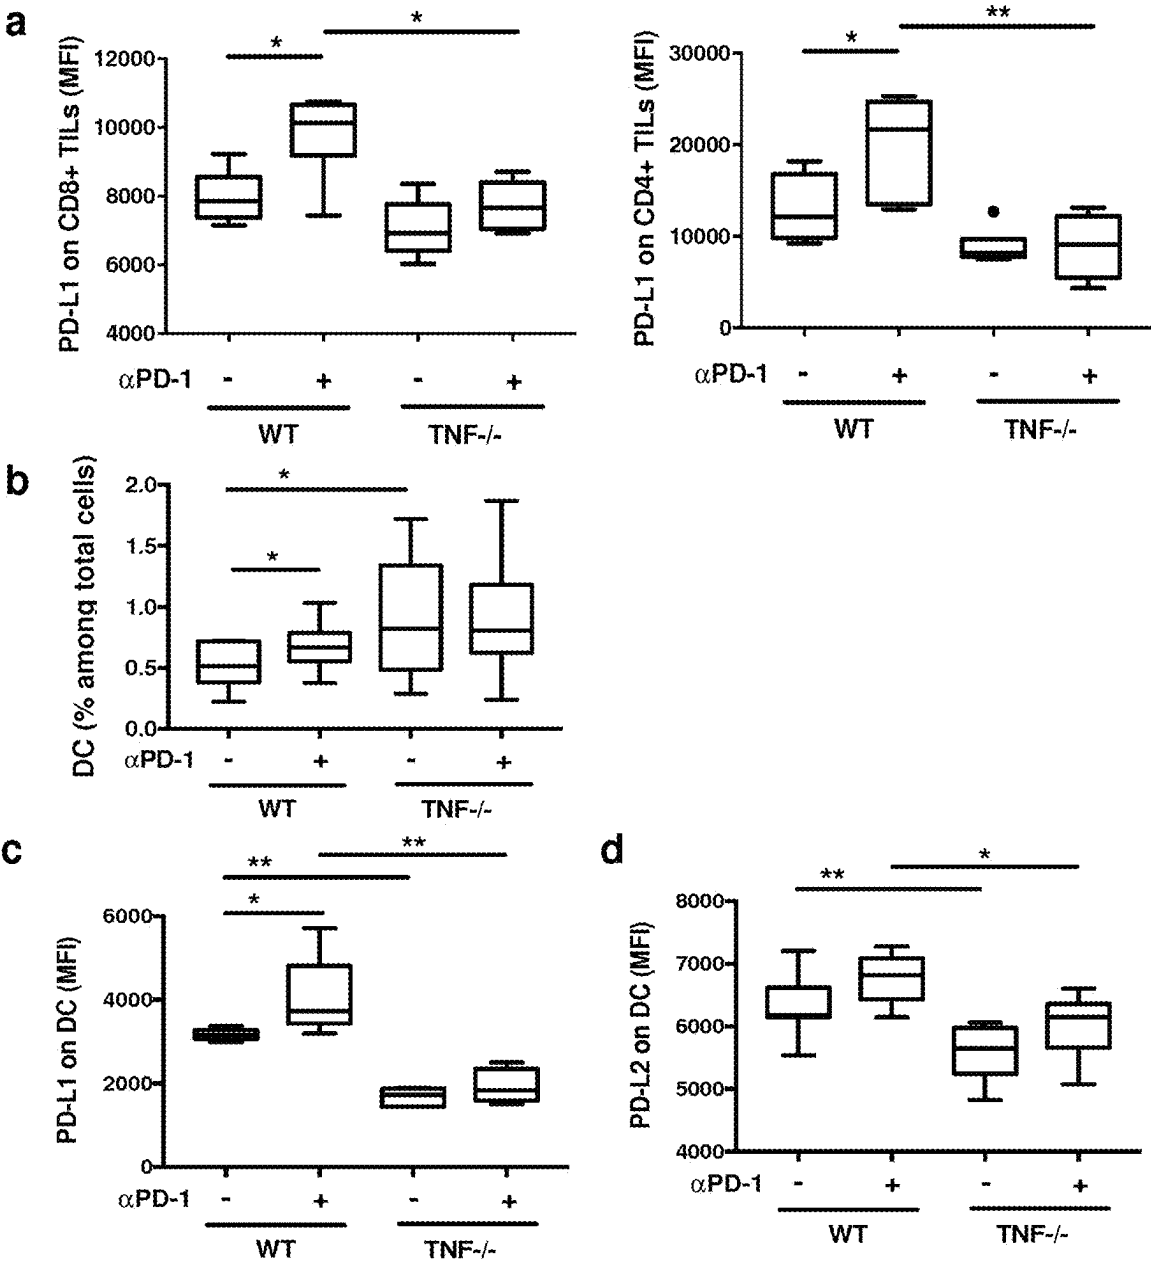 a
PD-L1 on CD8+ TILs (MFI)
12000
10000
8000
6000
4000
*
*
αPD-1 - + - +
WT TNF-/-
PD-L1 on CD4+ TILs (MFI)
30000
20000
10000
0
*
**
αPD-1 - + - +
WT TNF-/-
b
DC (% among total cells)
2.0
1.5
1.0
0.5
0.0
*
*
αPD-1 - + - +
WT TNF-/-
c
PD-L1 on DC (MFI)
6000
4000
2000
0
**
**
*
αPD-1 - + - +
WT TNF-/-
d
PD-L2 on DC (MFI)
8000
7000
6000
5000
4000
*
**
αPD-1 - + - +
WT TNF-/-